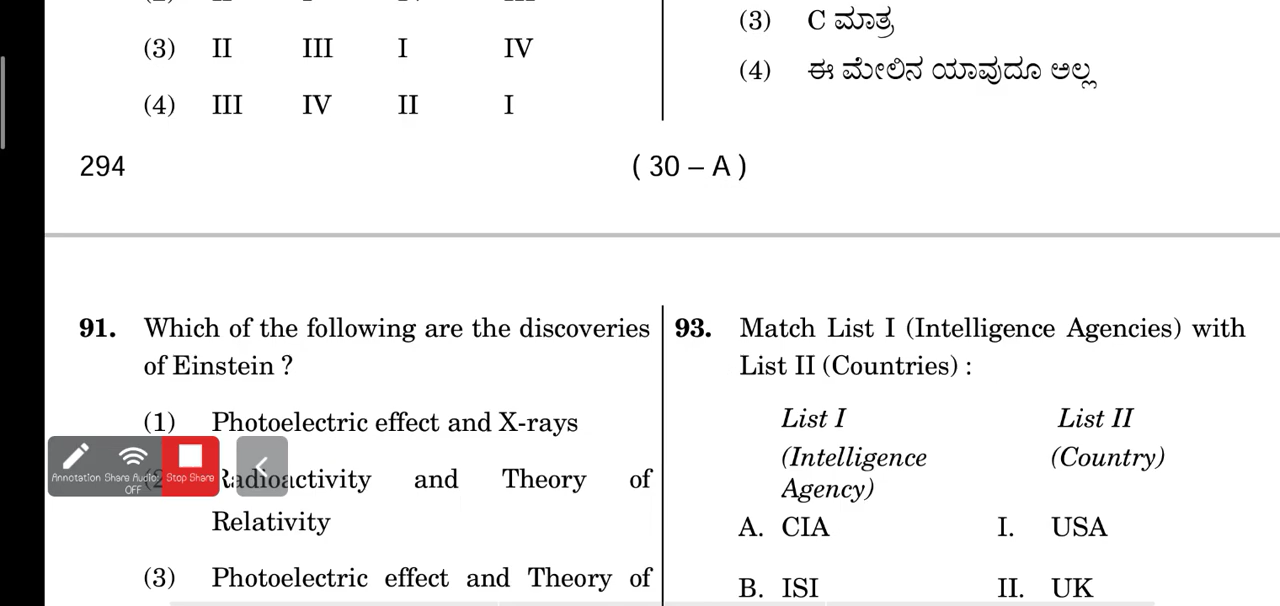 (3) II III I IV
(4) III IV II I
(3) C ಮಾತ್ರ
(4) ಈ ಮೇಲಿನ ಯಾವುದೂ ಅಲ್ಲ
294 ( 30 – A )
91. Which of the following are the discoveries
of Einstein ?
(1) Photoelectric effect and X-rays
(2 Radioactivity and Theory of
Relativity
(3) Photoelectric effect and Theory of
Annotation Share Audio: OFF Stop Share
93. Match List I (Intelligence Agencies) with
List II (Countries) :
List I List II
(Intelligence (Country)
Agency)
A. CIA I. USA
B. ISI II. UK